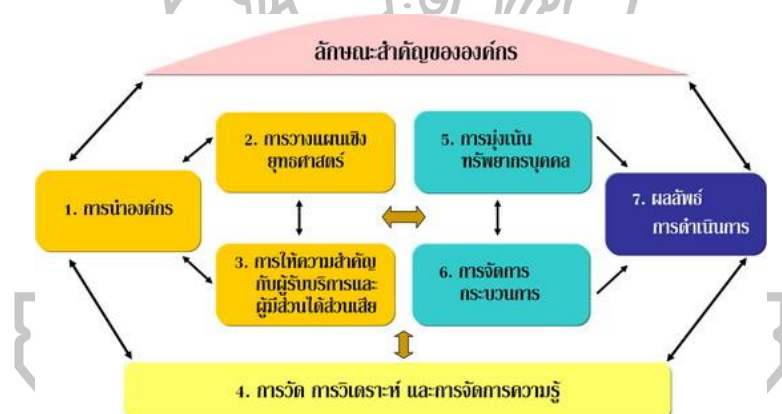 ลักษณะสำคัญขององค์กร
2. การวางแผนเชิง
ยุทธศาสตร์
5. การมุ่งเน้น
ทรัพยากรบุคคล
1. การนำองค์กร
7. ผลลัพธ์
การดำเนินการ
3. การให้ความสำคัญ
กับผู้รับบริการและ
ผู้มีส่วนได้ส่วนเสีย
6. การจัดการ
กระบวนการ
4. การวัด การวิเคราะห์ และการจัดการความรู้